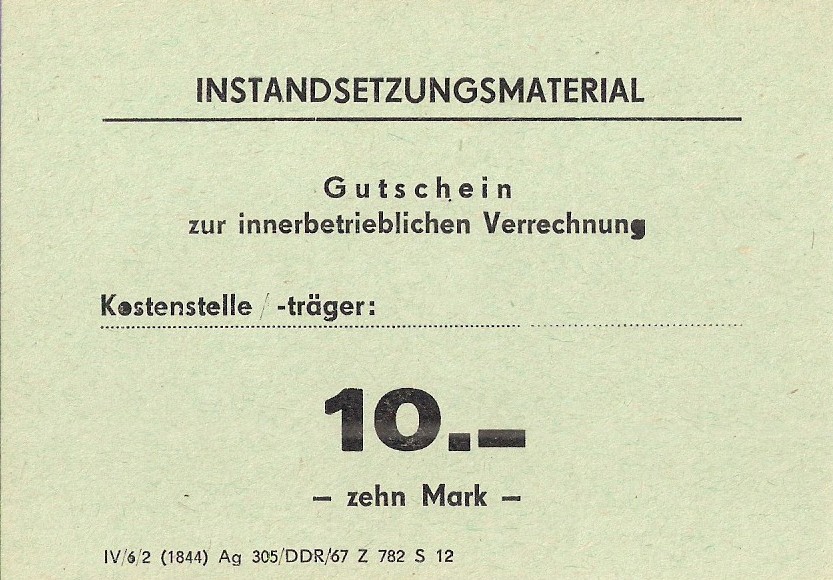 INSTANDSETZUNGSMATERIAL
Gutschein
zur innerbetrieblichen Verrechnung
Kostenstelle / -träger:
10.–
– zehn Mark –
IV/6/2 (1844) Ag 305/DDR/67 Z 782 S 12